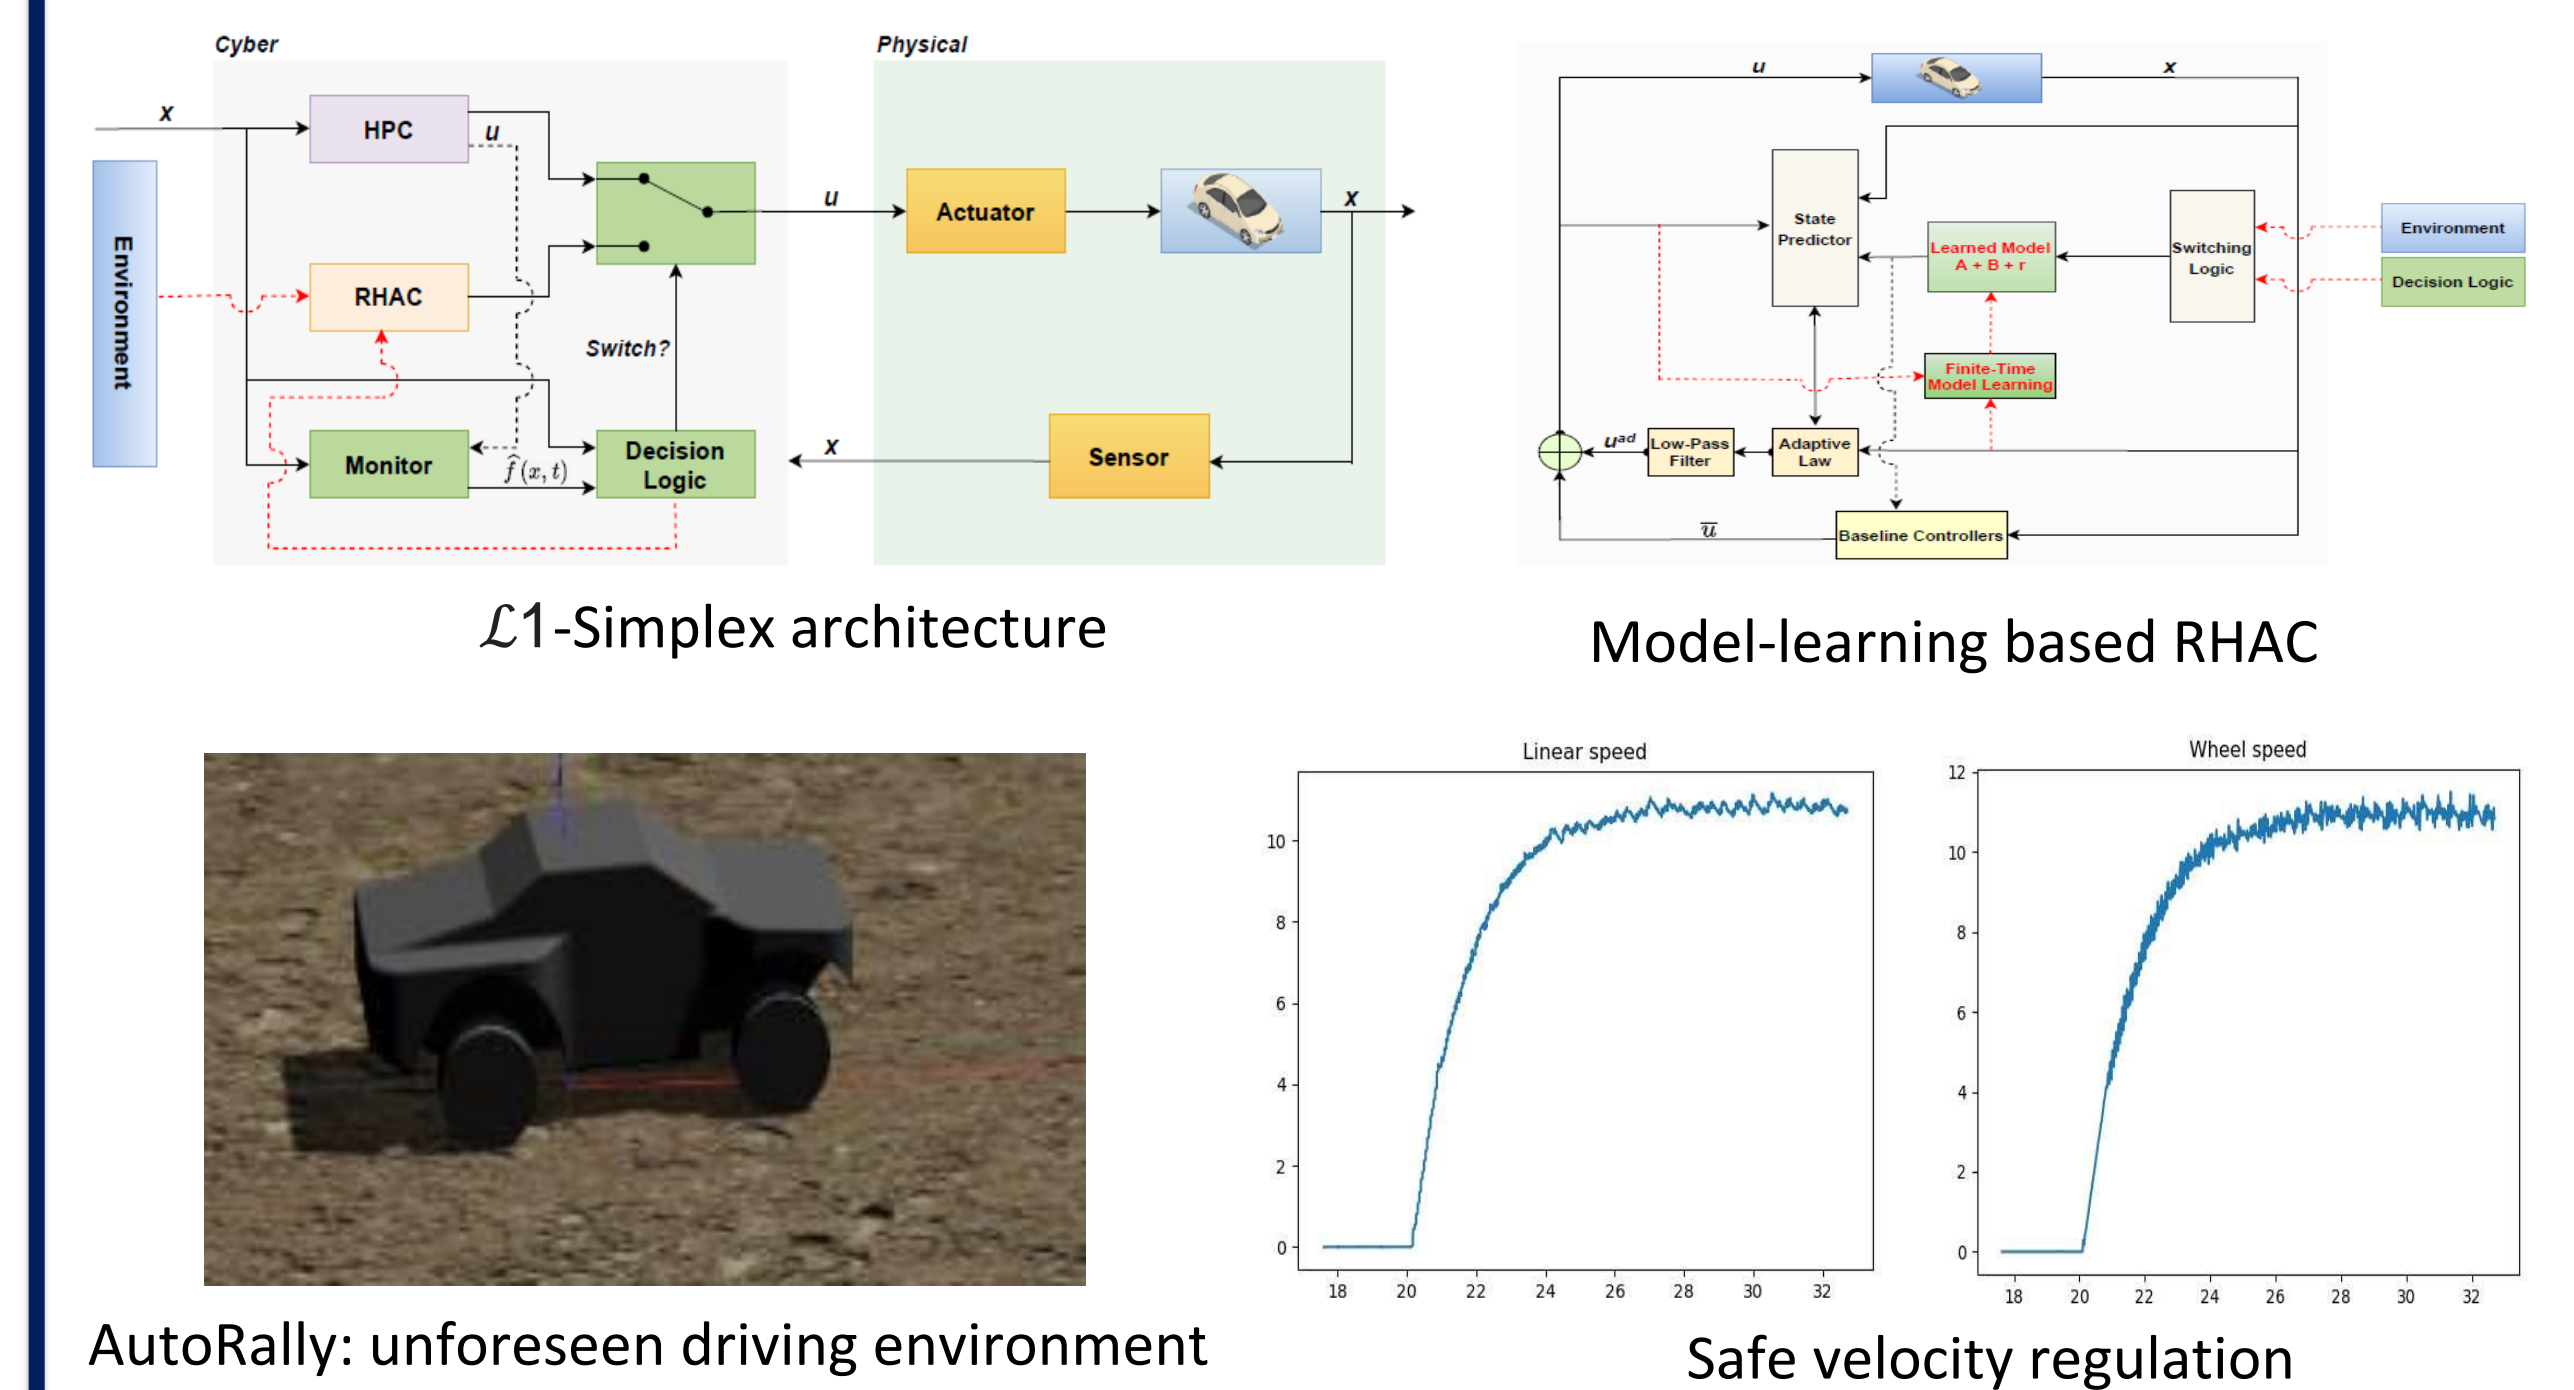 Cyber
Physical
x
HPC
u
Environment
RHAC
Switch?
Monitor
f̂(x, t)
Decision
Logic
u
Actuator
x
x
Sensor
ℒ1-Simplex architecture
u
x
State
Predictor
Learned Model
A + B + r
Switching
Logic
Environment
Decision Logic
Finite-Time
Model Learning
u^ad
Low-Pass
Filter
Adaptive
Law
u̅
Baseline Controllers
Model-learning based RHAC
AutoRally: unforeseen driving environment
Linear speed
10
8
6
4
2
0
18 20 22 24 26 28 30 32
Wheel speed
12
10
8
6
4
2
0
18 20 22 24 26 28 30 32
Safe velocity regulation